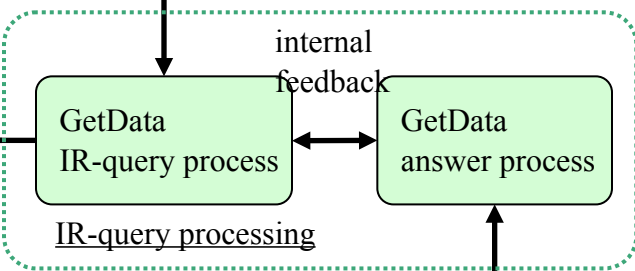 internal
feedback
GetData
IR-query process
GetData
answer process
IR-query processing